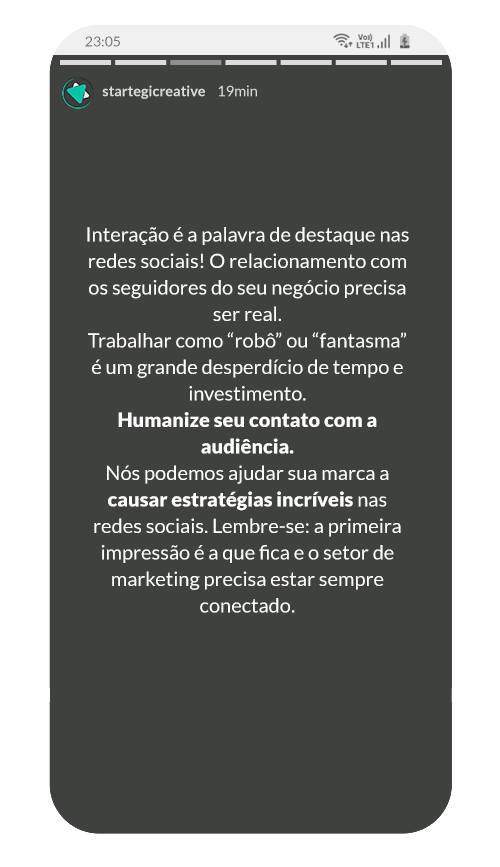 23:05 Vo)) LTE1
startegicreative 19min
Interação é a palavra de destaque nas
redes sociais! O relacionamento com
os seguidores do seu negócio precisa
ser real.
Trabalhar como “robô” ou “fantasma”
é um grande desperdício de tempo e
investimento.
Humanize seu contato com a
audiência.
Nós podemos ajudar sua marca a
causar estratégias incríveis nas
redes sociais. Lembre-se: a primeira
impressão é a que fica e o setor de
marketing precisa estar sempre
conectado.